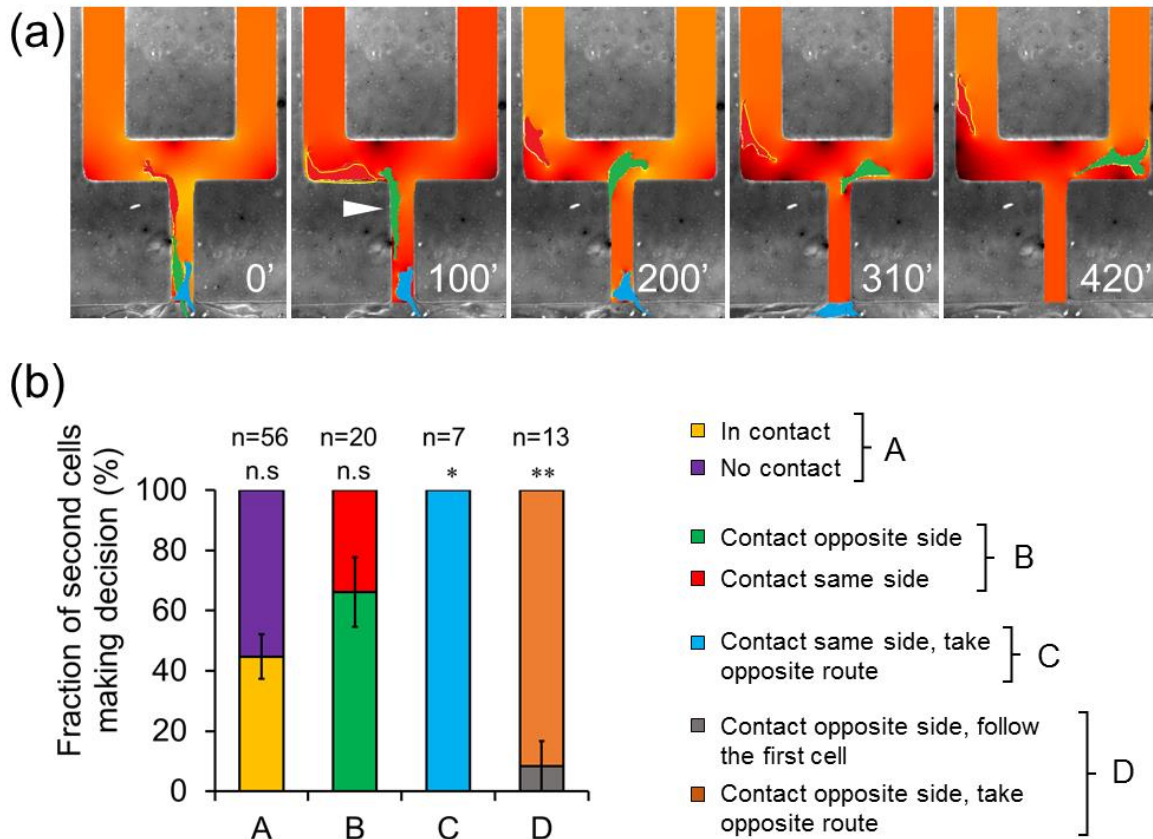 (a)
0’
100’
200’
310’
420’
(b)
n=56
n=20
n=7
n=13
n.s
n.s
*
**
Fraction of second cells
making decision (%)
100
80
60
40
20
0
A
B
C
D
In contact
No contact
A
Contact opposite side
Contact same side
B
Contact same side, take
opposite route
C
Contact opposite side, follow
the first cell
Contact opposite side, take
opposite route
D